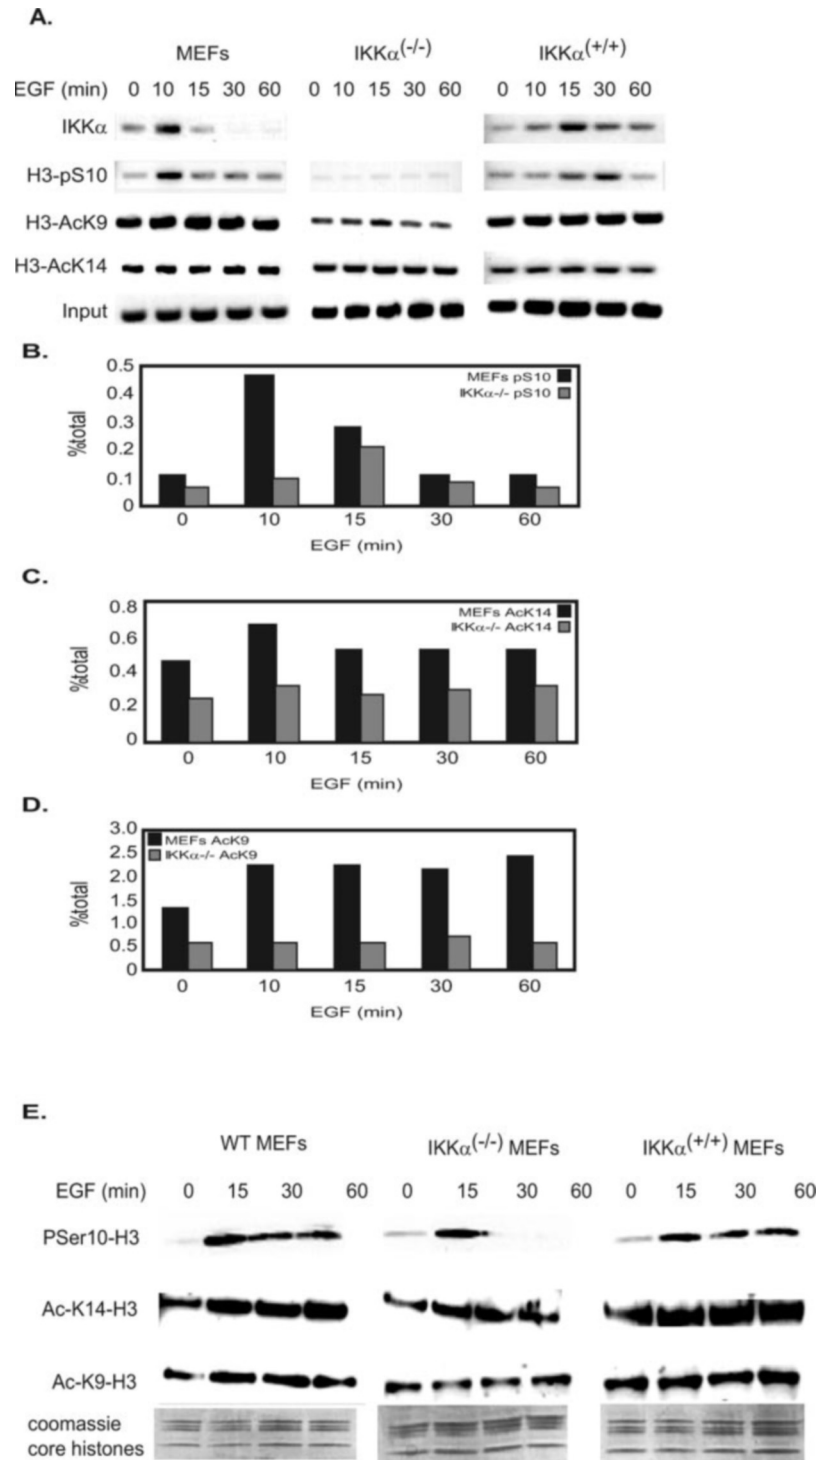 A.
MEFs IKKα(-/-) IKKα(+/+)
EGF (min) 0 10 15 30 60 0 10 15 30 60 0 10 15 30 60
IKKα
H3-pS10
H3-AcK9
H3-AcK14
Input
B.
0.5
0.4
0.3
0.2
0.1
0
%total
MEFs pS10
IKKα-/- pS10
0 10 15 30 60
EGF (min)
C.
0.8
0.6
0.4
0.2
0
%total
MEFs AcK14
IKKα-/- AcK14
0 10 15 30 60
EGF (min)
D.
3.0
2.5
2.0
1.5
1.0
0.5
0
%total
MEFs AcK9
IKKα-/- AcK9
0 10 15 30 60
EGF (min)
E.
WT MEFs IKKα(-/-) MEFs IKKα(+/+) MEFs
EGF (min) 0 15 30 60 0 15 30 60 0 15 30 60
PSer10-H3
Ac-K14-H3
Ac-K9-H3
coomassie
core histones